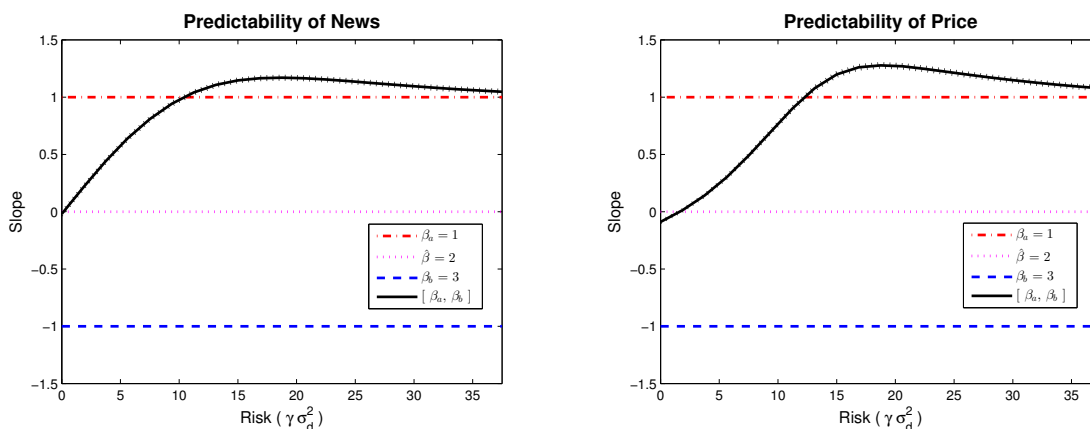 Predictability of News
1.5
1
0.5
0
−0.5
−1
−1.5
Slope
0 5 10 15 20 25 30 35
Risk ( γ σ_d^2 )
β_a = 1
β̂ = 2
β_b = 3
[ β_a, β_b ]
Predictability of Price
1.5
1
0.5
0
−0.5
−1
−1.5
Slope
0 5 10 15 20 25 30 35
Risk ( γ σ_d^2 )
β_a = 1
β̂ = 2
β_b = 3
[ β_a, β_b ]